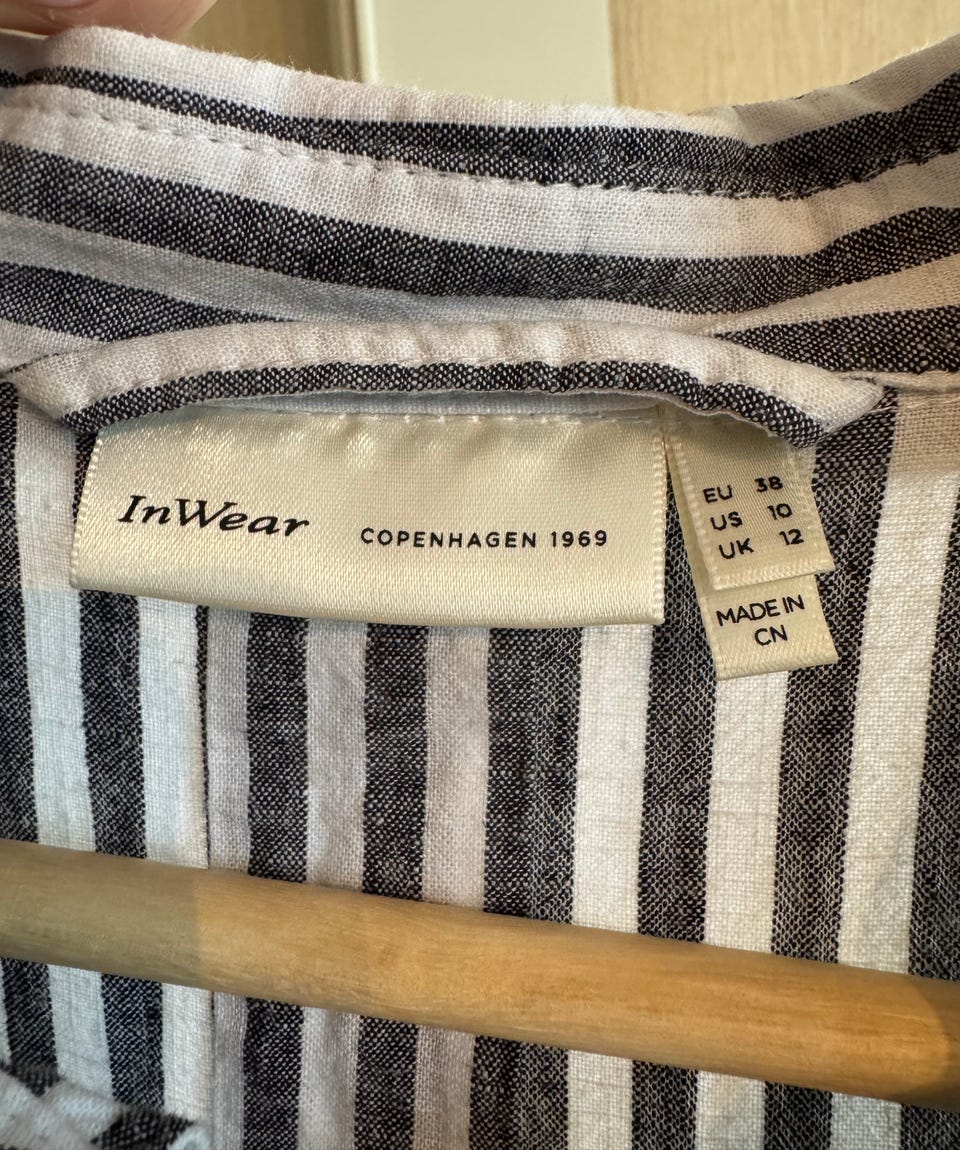 InWear COPENHAGEN 1969
EU 38
US 10
UK 12
MADE IN
CN